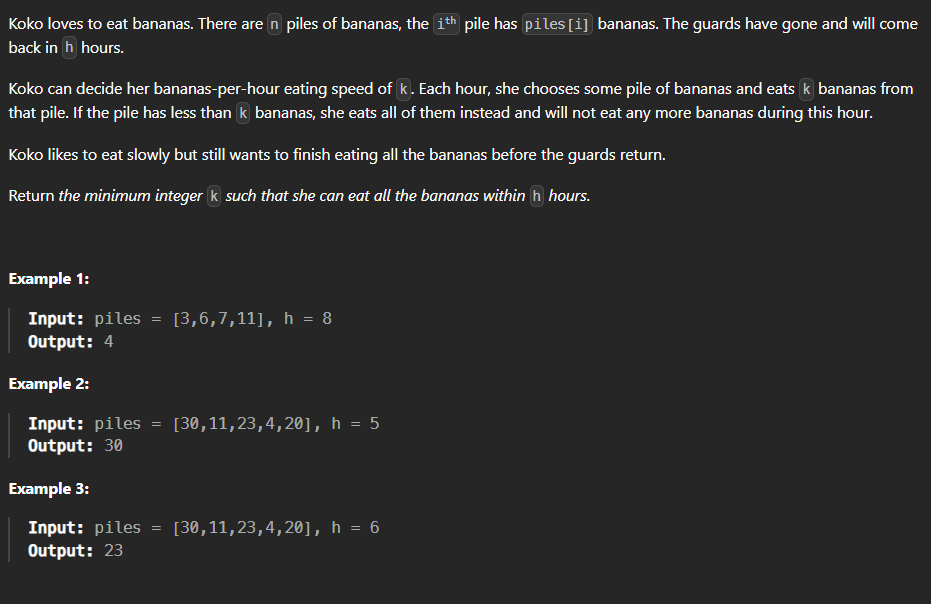 Koko loves to eat bananas. There are n piles of bananas, the ith pile has piles[i] bananas. The guards have gone and will come
back in h hours.
Koko can decide her bananas-per-hour eating speed of k. Each hour, she chooses some pile of bananas and eats k bananas from
that pile. If the pile has less than k bananas, she eats all of them instead and will not eat any more bananas during this hour.
Koko likes to eat slowly but still wants to finish eating all the bananas before the guards return.
Return the minimum integer k such that she can eat all the bananas within h hours.
Example 1:
Input: piles = [3,6,7,11], h = 8
Output: 4
Example 2:
Input: piles = [30,11,23,4,20], h = 5
Output: 30
Example 3:
Input: piles = [30,11,23,4,20], h = 6
Output: 23